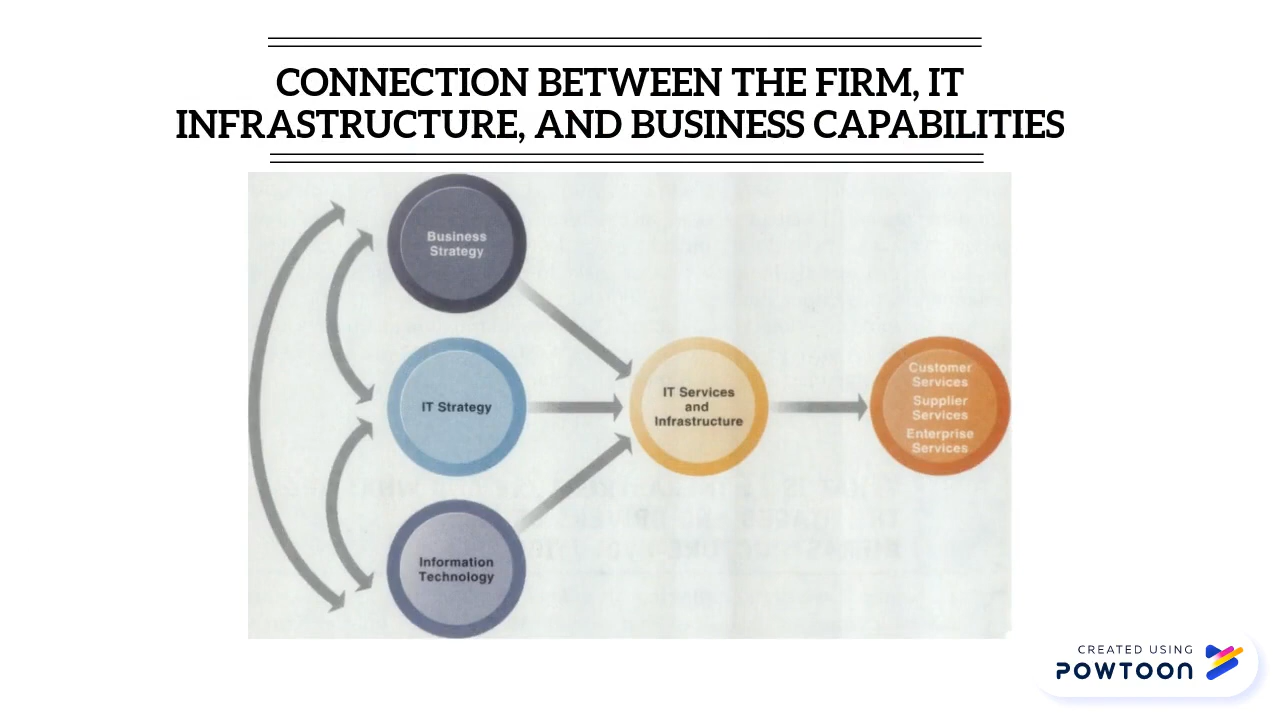 CONNECTION BETWEEN THE FIRM, IT
INFRASTRUCTURE, AND BUSINESS CAPABILITIES
Business
Strategy
IT Strategy
Information
Technology
IT Services
and
Infrastructure
Customer
Services
Supplier
Services
Enterprise
Services
CREATED USING
POWTOON